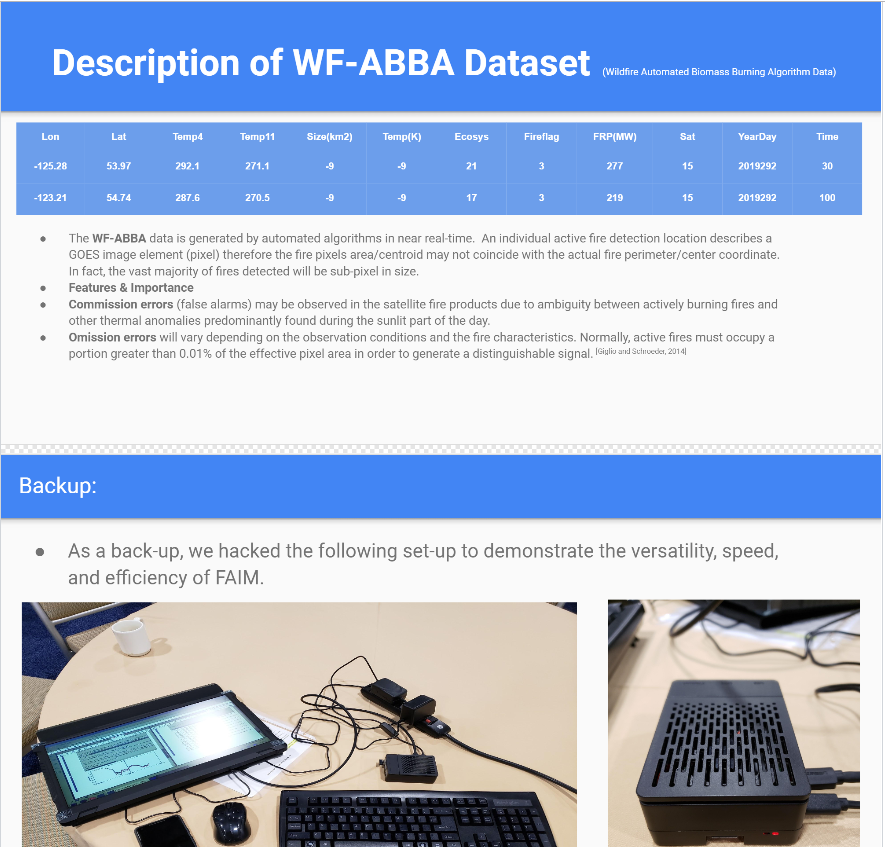 Description of WF-ABBA Dataset (Wildfire Automated Biomass Burning Algorithm Data)
Lon Lat Temp4 Temp11 Size(km2) Temp(K) Ecosys Fireflag FRP(MW) Sat YearDay Time
-125.28 53.97 292.1 271.1 -9 -9 21 3 277 15 2019292 30
-123.21 54.74 287.6 270.5 -9 -9 17 3 219 15 2019292 100
● The WF-ABBA data is generated by automated algorithms in near real-time. An individual active fire detection location describes a
GOES image element (pixel) therefore the fire pixels area/centroid may not coincide with the actual fire perimeter/center coordinate.
In fact, the vast majority of fires detected will be sub-pixel in size.
● Features & Importance
● Commission errors (false alarms) may be observed in the satellite fire products due to ambiguity between actively burning fires and
other thermal anomalies predominantly found during the sunlit part of the day.
● Omission errors will vary depending on the observation conditions and the fire characteristics. Normally, active fires must occupy a
portion greater than 0.01% of the effective pixel area in order to generate a distinguishable signal. [Giglio and Schroeder, 2014]
Backup:
● As a back-up, we hacked the following set-up to demonstrate the versatility, speed,
and efficiency of FAIM.